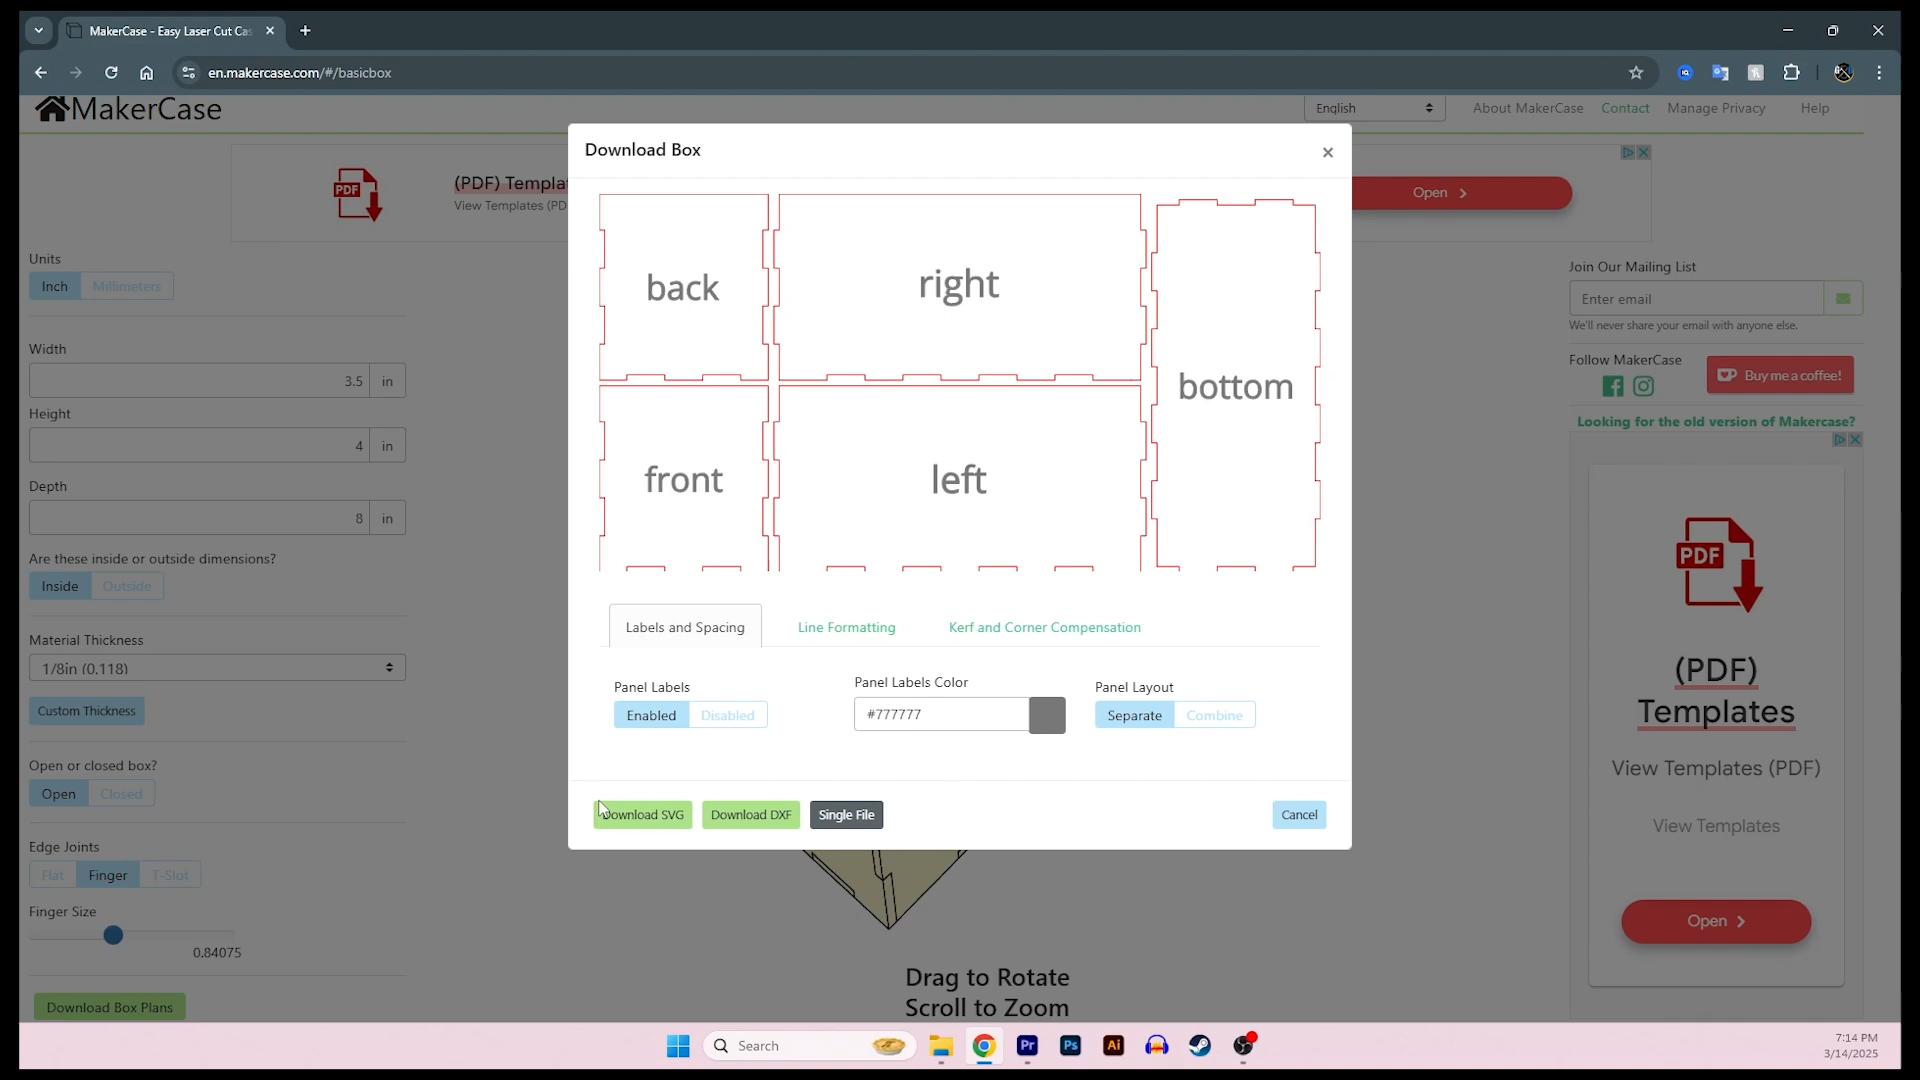 MakerCase - Easy Laser Cut Cas
en.makercase.com/#/basicbox
MakerCase
English
About MakerCase
Contact
Manage Privacy
Help
Download Box
PDF
(PDF) Templat
View Templates (PD
Open
back
right
bottom
front
left
Units
Inch
Millimeters
Width
3.5
in
Height
4
in
Depth
8
in
Are these inside or outside dimensions?
Inside
Outside
Material Thickness
1/8in (0.118)
Custom Thickness
Open or closed box?
Open
Closed
Edge Joints
Flat
Finger
T-Slot
Finger Size
0.84075
Download Box Plans
Labels and Spacing
Line Formatting
Kerf and Corner Compensation
Panel Labels
Enabled
Disabled
Panel Labels Color
#777777
Panel Layout
Separate
Combine
Download SVG
Download DXF
Single File
Cancel
Drag to Rotate
Scroll to Zoom
Join Our Mailing List
Enter email
We'll never share your email with anyone else.
Follow MakerCase
Buy me a coffee!
Looking for the old version of Makercase?
PDF
(PDF)
Templates
View Templates (PDF)
View Templates
Open
Search
Pr
Ps
Ai
7:14 PM
3/14/2025